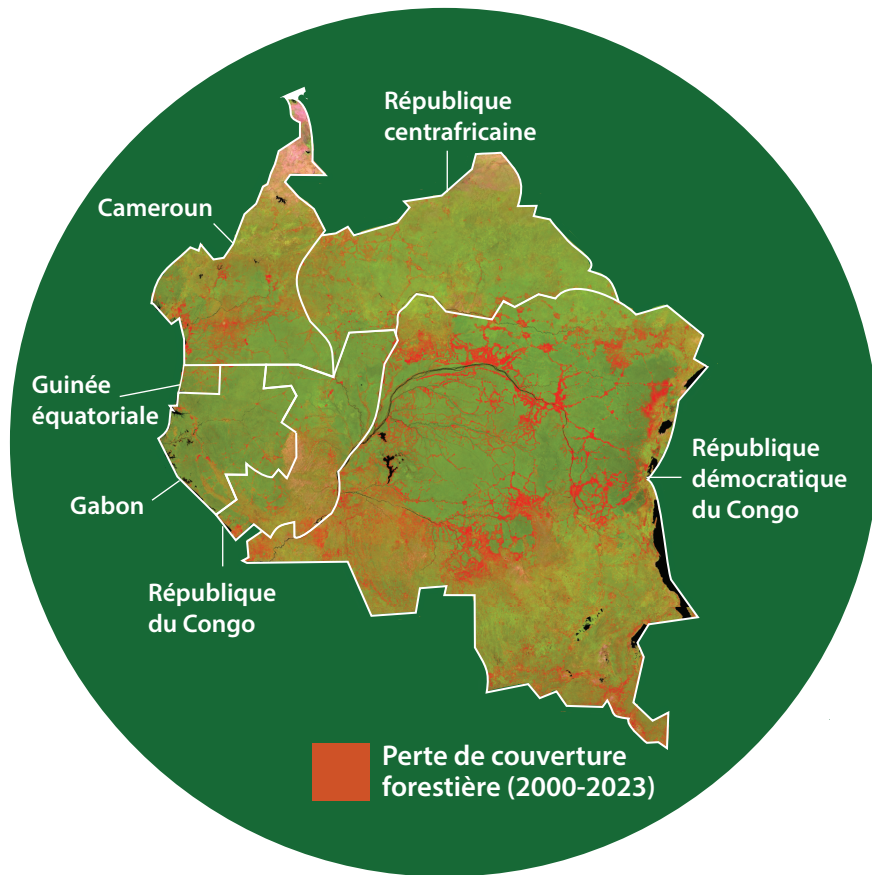 République
centrafricaine
Cameroun
Guinée
équatoriale
Gabon
République
démocratique
du Congo
République
du Congo
Perte de couverture
forestière (2000-2023)